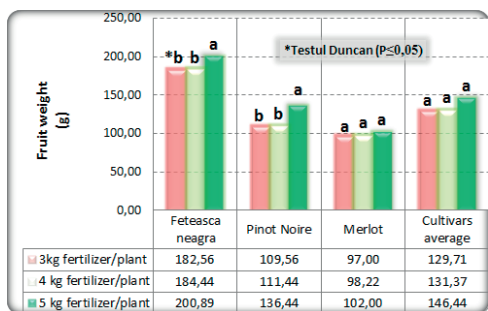 250,00
200,00
150,00
100,00
50,00
0,00
Fruit weight
(g)
*b b a
b b a
a a a
a a a
*Testul Duncan (P≤0,05)
Feteasca neagra Pinot Noire Merlot Cultivars average
3kg fertilizer/plant 182,56 109,56 97,00 129,71
4 kg fertilizer/plant 184,44 111,44 98,22 131,37
5 kg fertilizer/plant 200,89 136,44 102,00 146,44